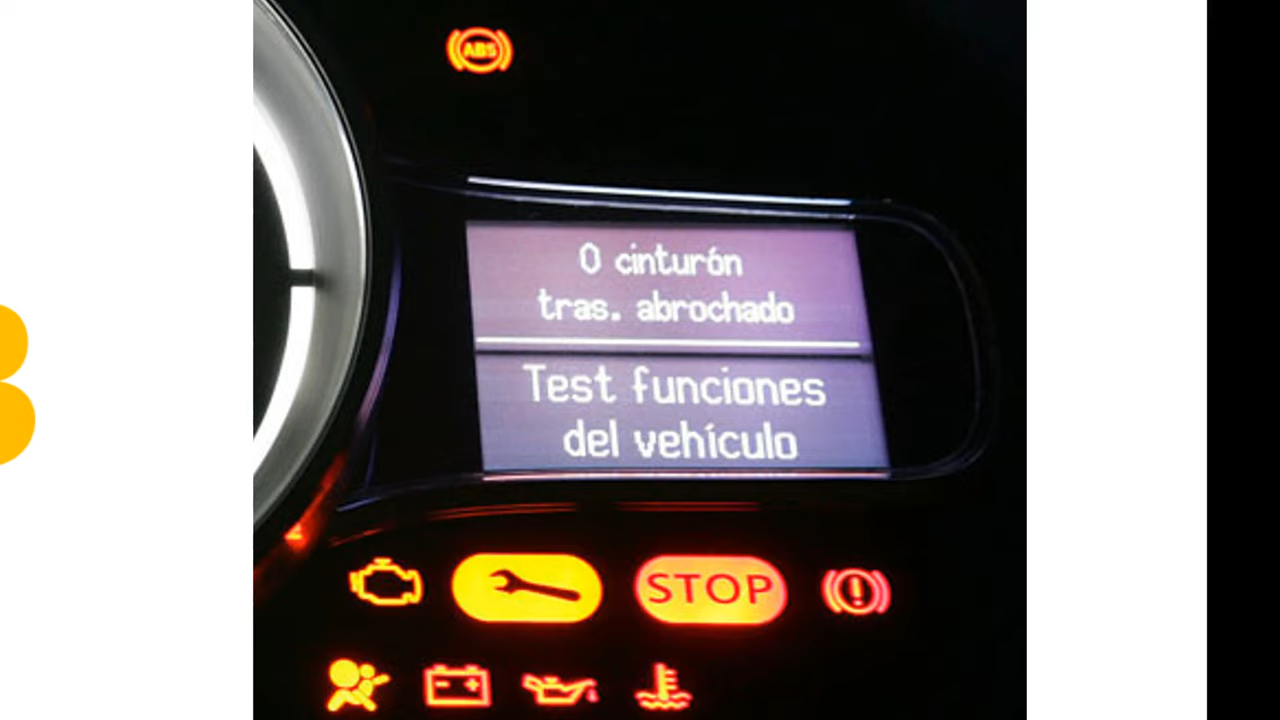 ABS
0 cinturón
tras. abrochado
Test funciones
del vehículo
STOP